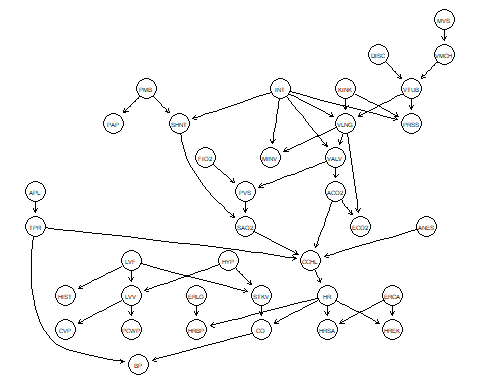 MVS
DISC
VMCH
PMB
INT
KINK
VTUB
PAP
SHNT
VLNG
PRSS
FIO2
MINV
VALV
APL
PVS
ACO2
TPR
SAO2
ECO2
ANES
LVF
HYP
CCHL
HIST
LVV
ERLO
STKV
HR
ERCA
CVP
PCWP
HRBP
CO
HRSA
HREK
BP